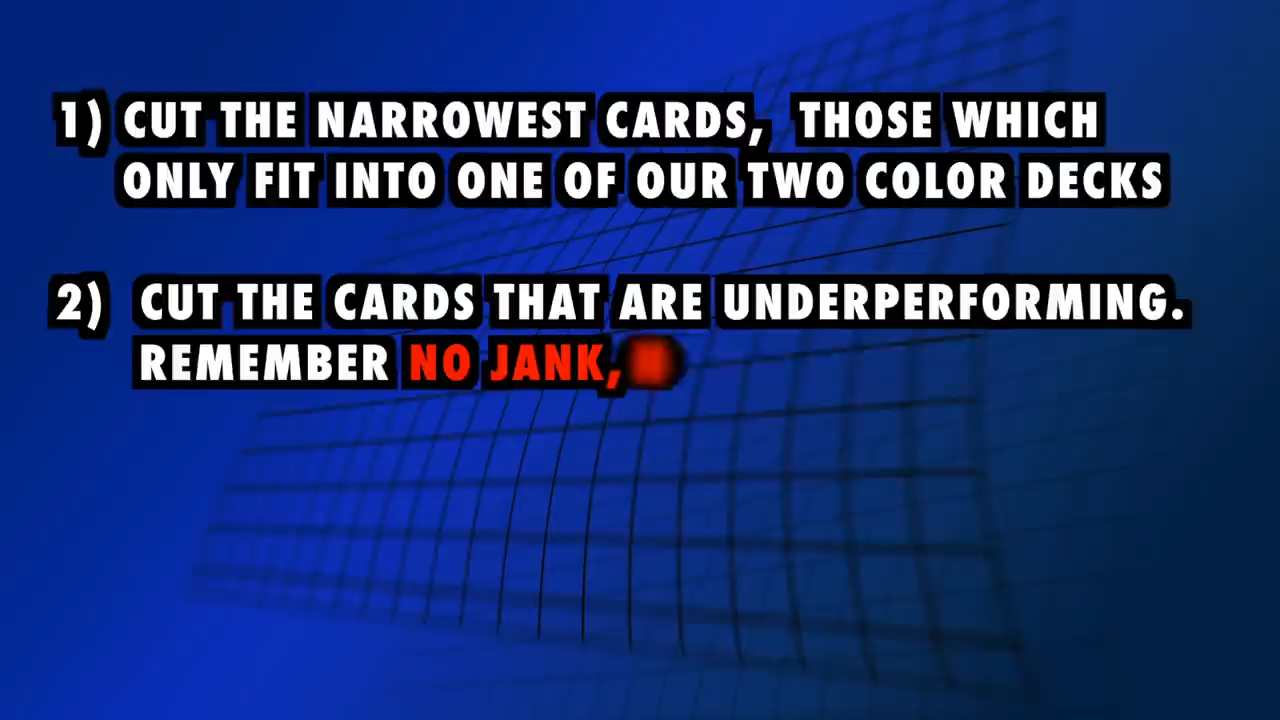 1) CUT THE NARROWEST CARDS, THOSE WHICH
ONLY FIT INTO ONE OF OUR TWO COLOR DECKS
2) CUT THE CARDS THAT ARE UNDERPERFORMING.
REMEMBER NO JANK,